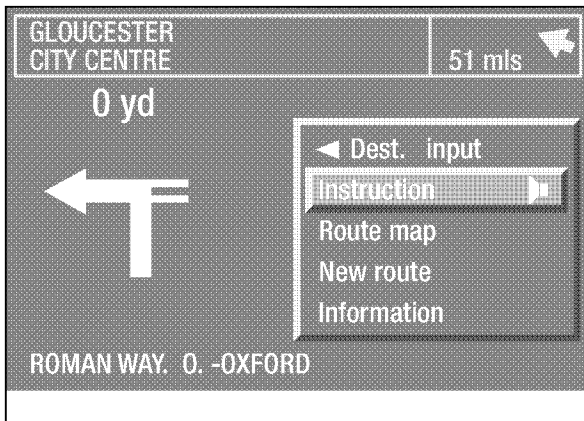 GLOUCESTER
CITY CENTRE
51 mls
0 yd
Dest. input
Instruction
Route map
New route
Information
ROMAN WAY. O. -OXFORD